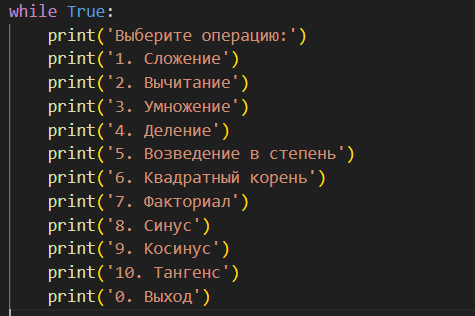 while True:
    print('Выберите операцию:')
    print('1. Сложение')
    print('2. Вычитание')
    print('3. Умножение')
    print('4. Деление')
    print('5. Возведение в степень')
    print('6. Квадратный корень')
    print('7. Факториал')
    print('8. Синус')
    print('9. Косинус')
    print('10. Тангенс')
    print('0. Выход')